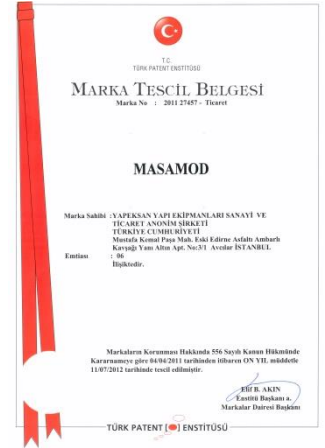 T.C.
TÜRK PATENT ENSTİTÜSÜ
MARKA TESCİL BELGESİ
Marka No : 2011 27457 - Ticaret
MASAMOD
Marka Sahibi : YAPEKSAN YAPI EKİPMANLARI SANAYİ VE
TİCARET ANONİM ŞİRKETİ
TÜRKİYE CUMHURİYETİ
Mustafa Kemal Paşa Mah. Eski Edirne Asfaltı Ambarlı
Kavşağı Yanı Altın Apt. No:3/1 Avcılar İSTANBUL
Emtiası : 06
İlişiktedir.
Markaların Korunması Hakkında 556 Sayılı Kanun Hükmünde
Kararnameye göre 04/04/2011 tarihinden itibaren ON YIL müddetle
11/07/2012 tarihinde tescil edilmiştir.
Elif B. AKIN
Enstitü Başkanı a.
Markalar Dairesi Başkanı
TÜRK PATENT ENSTİTÜSÜ